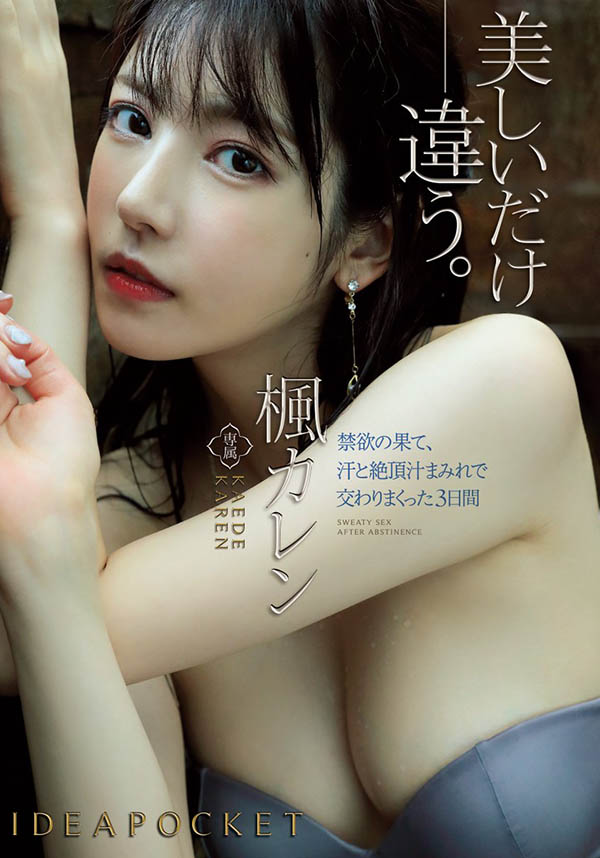 美しいだけ
――違う。
楓カレン
専属
KAEDE
KAREN
禁欲の果て、
汗と絶頂汁まみれで
交わりまくった3日間
SWEATY SEX
AFTER ABSTINENCE
IDEAPOCKET